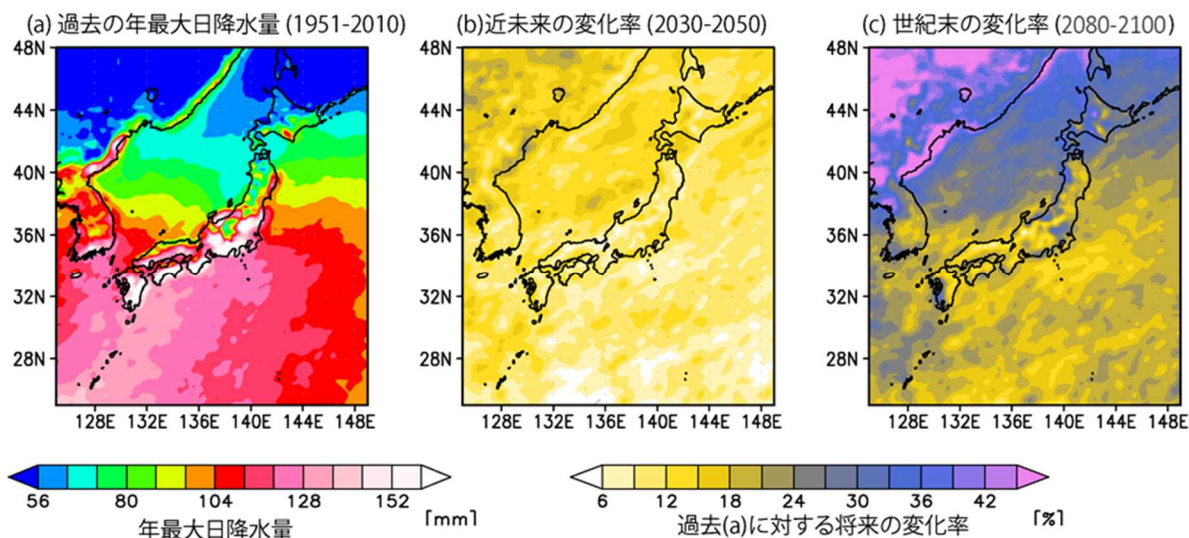 (a) 過去の年最大日降水量 (1951-2010)
(b)近未来の変化率 (2030-2050)
(c) 世紀末の変化率 (2080-2100)
48N
44N
40N
36N
32N
28N
128E 132E 136E 140E 144E 148E
48N
44N
40N
36N
32N
28N
128E 132E 136E 140E 144E 148E
48N
44N
40N
36N
32N
28N
128E 132E 136E 140E 144E 148E
56 80 104 128 152
[mm]
年最大日降水量
6 12 18 24 30 36 42
[%]
過去(a)に対する将来の変化率